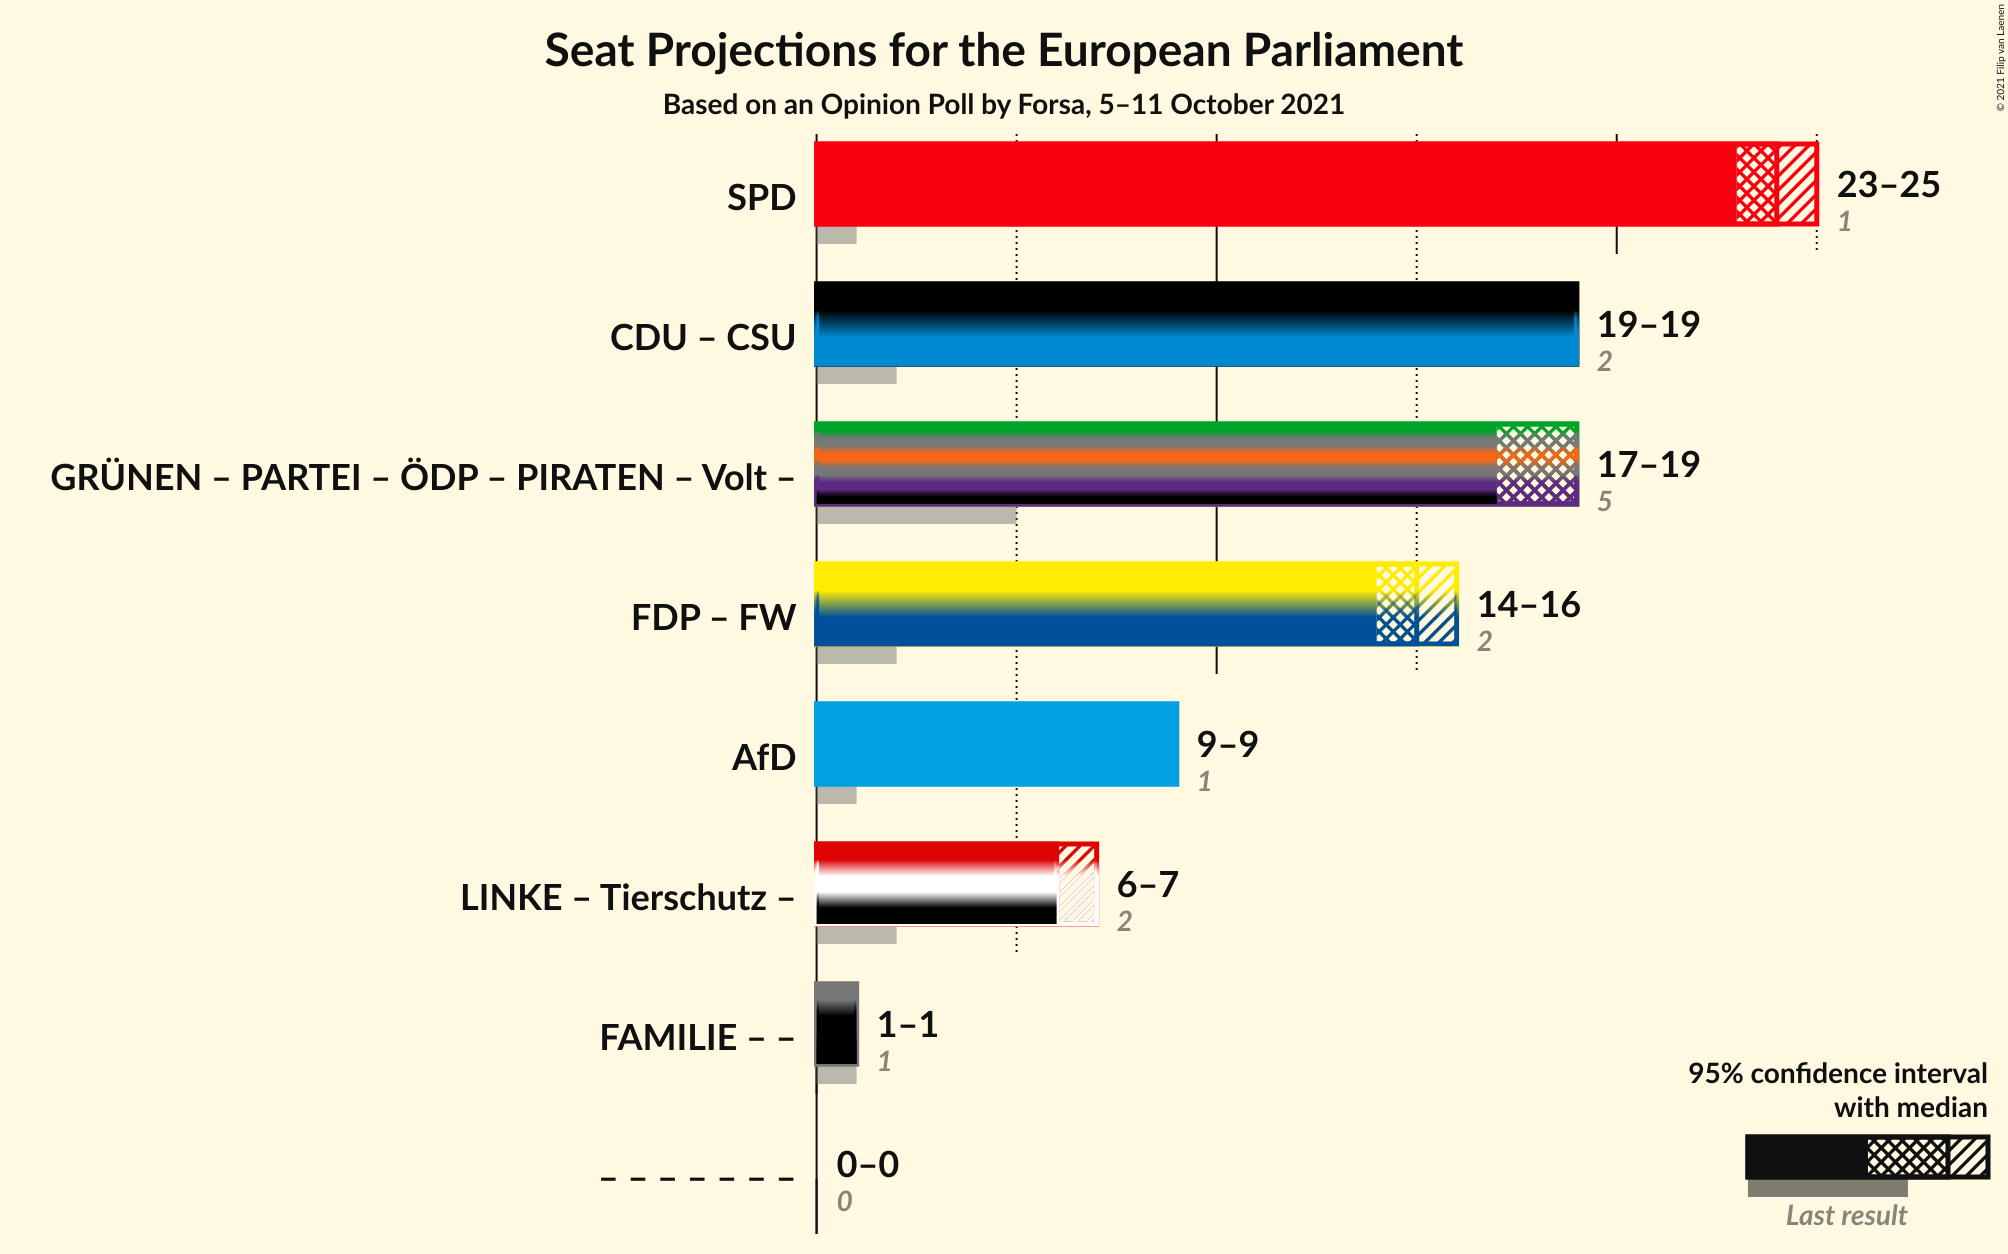 Seat Projections for the European Parliament
Based on an Opinion Poll by Forsa, 5–11 October 2021
© 2021 Filip van Laenen
SPD
23–25
1
CDU – CSU
19–19
2
GRÜNEN – PARTEI – ÖDP – PIRATEN – Volt –
17–19
5
FDP – FW
14–16
2
AfD
9–9
1
LINKE – Tierschutz –
6–7
2
FAMILIE – –
1–1
1
– – – – – – –
0–0
0
95% confidence interval
with median
Last result